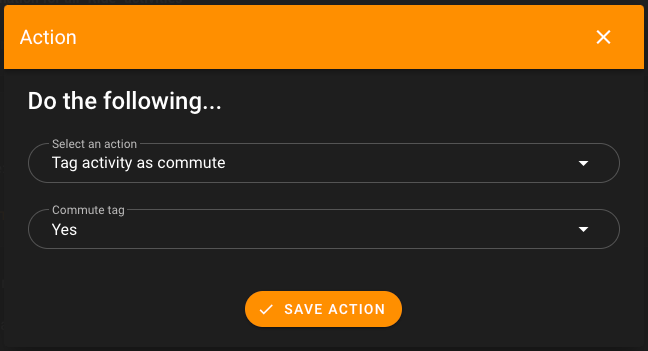 Action
Do the following...
Select an action
Tag activity as commute
Commute tag
Yes
SAVE ACTION